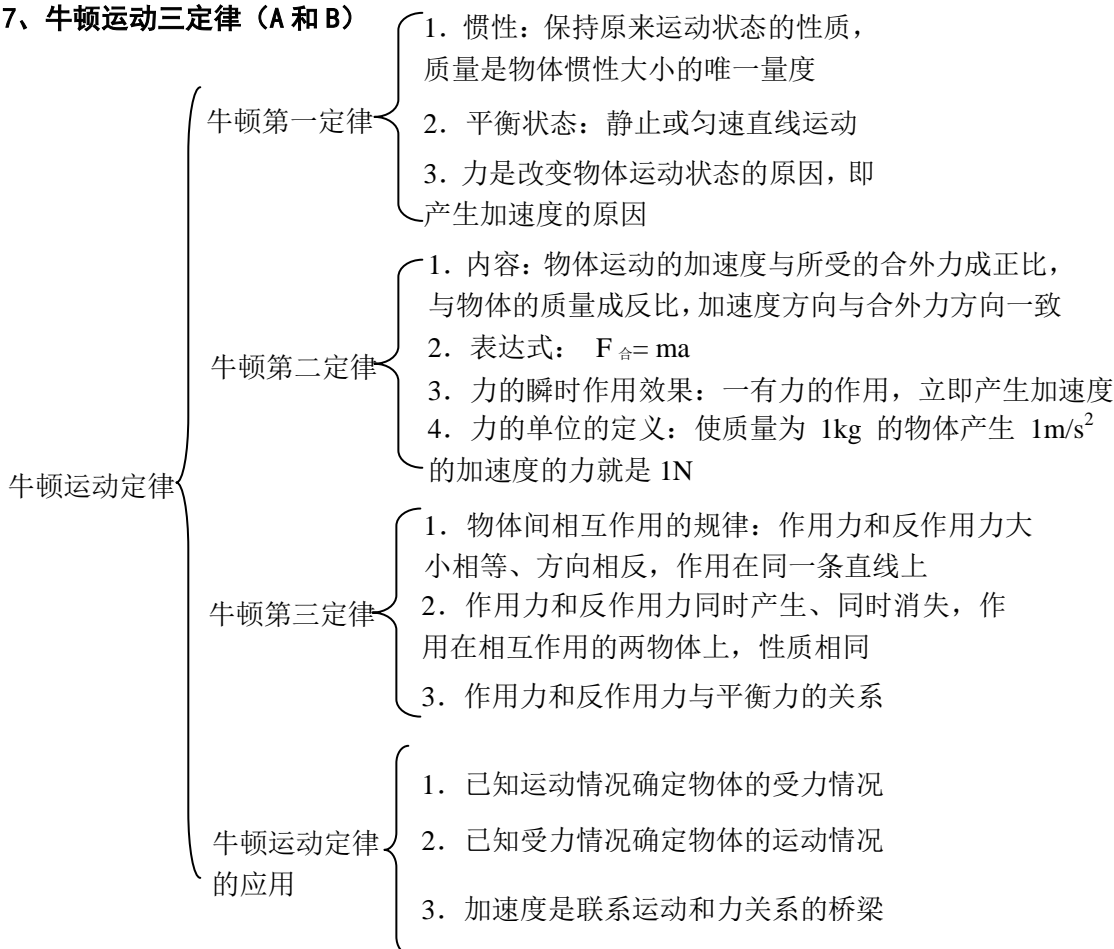 7、牛顿运动三定律（A 和 B）
牛顿运动定律
牛顿第一定律
1．惯性：保持原来运动状态的性质，
质量是物体惯性大小的唯一量度
2．平衡状态：静止或匀速直线运动
3．力是改变物体运动状态的原因，即
产生加速度的原因
牛顿第二定律
1．内容：物体运动的加速度与所受的合外力成正比，
与物体的质量成反比，加速度方向与合外力方向一致
2．表达式： F 合= ma
3．力的瞬时作用效果：一有力的作用，立即产生加速度
4．力的单位的定义：使质量为 1kg 的物体产生 1m/s²
的加速度的力就是 1N
牛顿第三定律
1．物体间相互作用的规律：作用力和反作用力大
小相等、方向相反，作用在同一条直线上
2．作用力和反作用力同时产生、同时消失，作
用在相互作用的两物体上，性质相同
3．作用力和反作用力与平衡力的关系
牛顿运动定律
的应用
1．已知运动情况确定物体的受力情况
2．已知受力情况确定物体的运动情况
3．加速度是联系运动和力关系的桥梁